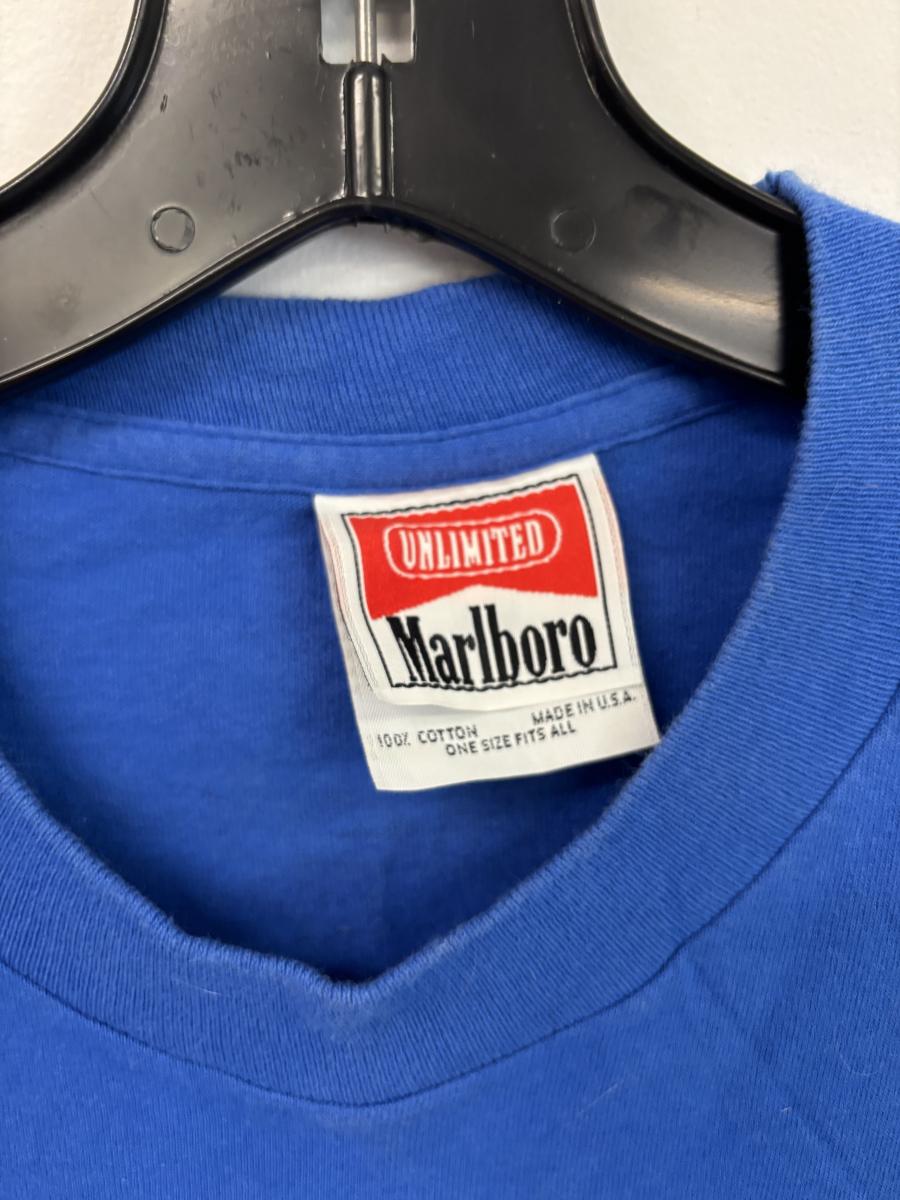 UNLIMITED
Marlboro
MADE IN U.S.A.
100% COTTON
ONE SIZE FITS ALL